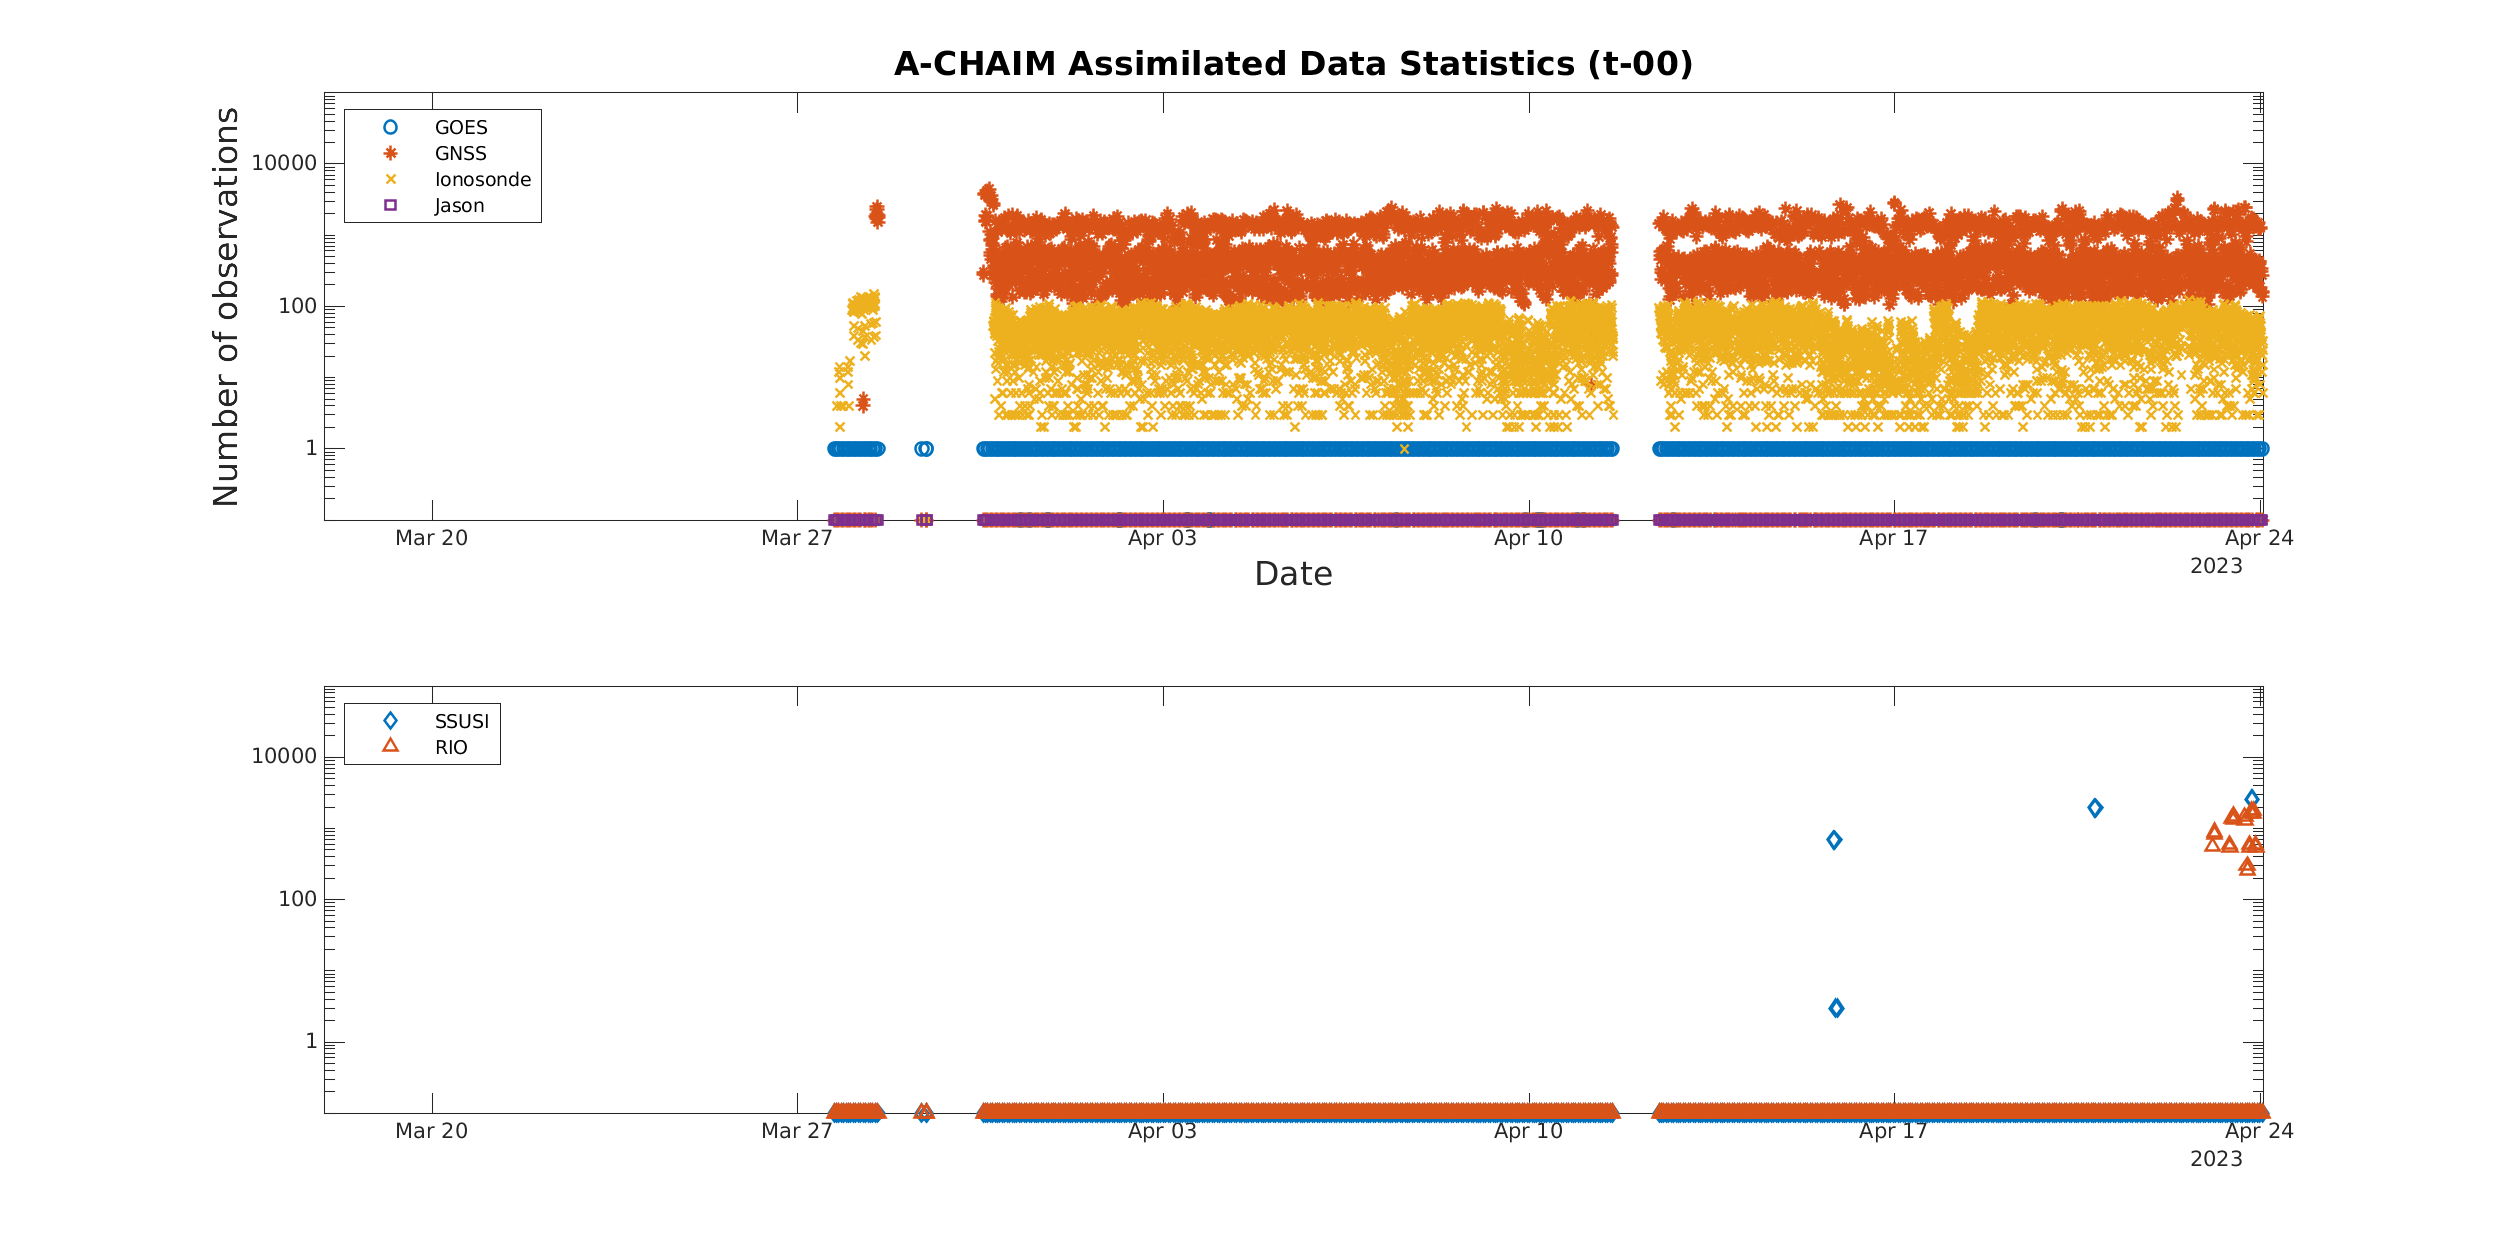 A-CHAIM Assimilated Data Statistics (t-00)
Number of observations
10000
100
1
GOES
GNSS
Ionosonde
Jason
Mar 20
Mar 27
Apr 03
Apr 10
Apr 17
Apr 24
2023
Date
10000
100
1
SSUSI
RIO
Mar 20
Mar 27
Apr 03
Apr 10
Apr 17
Apr 24
2023